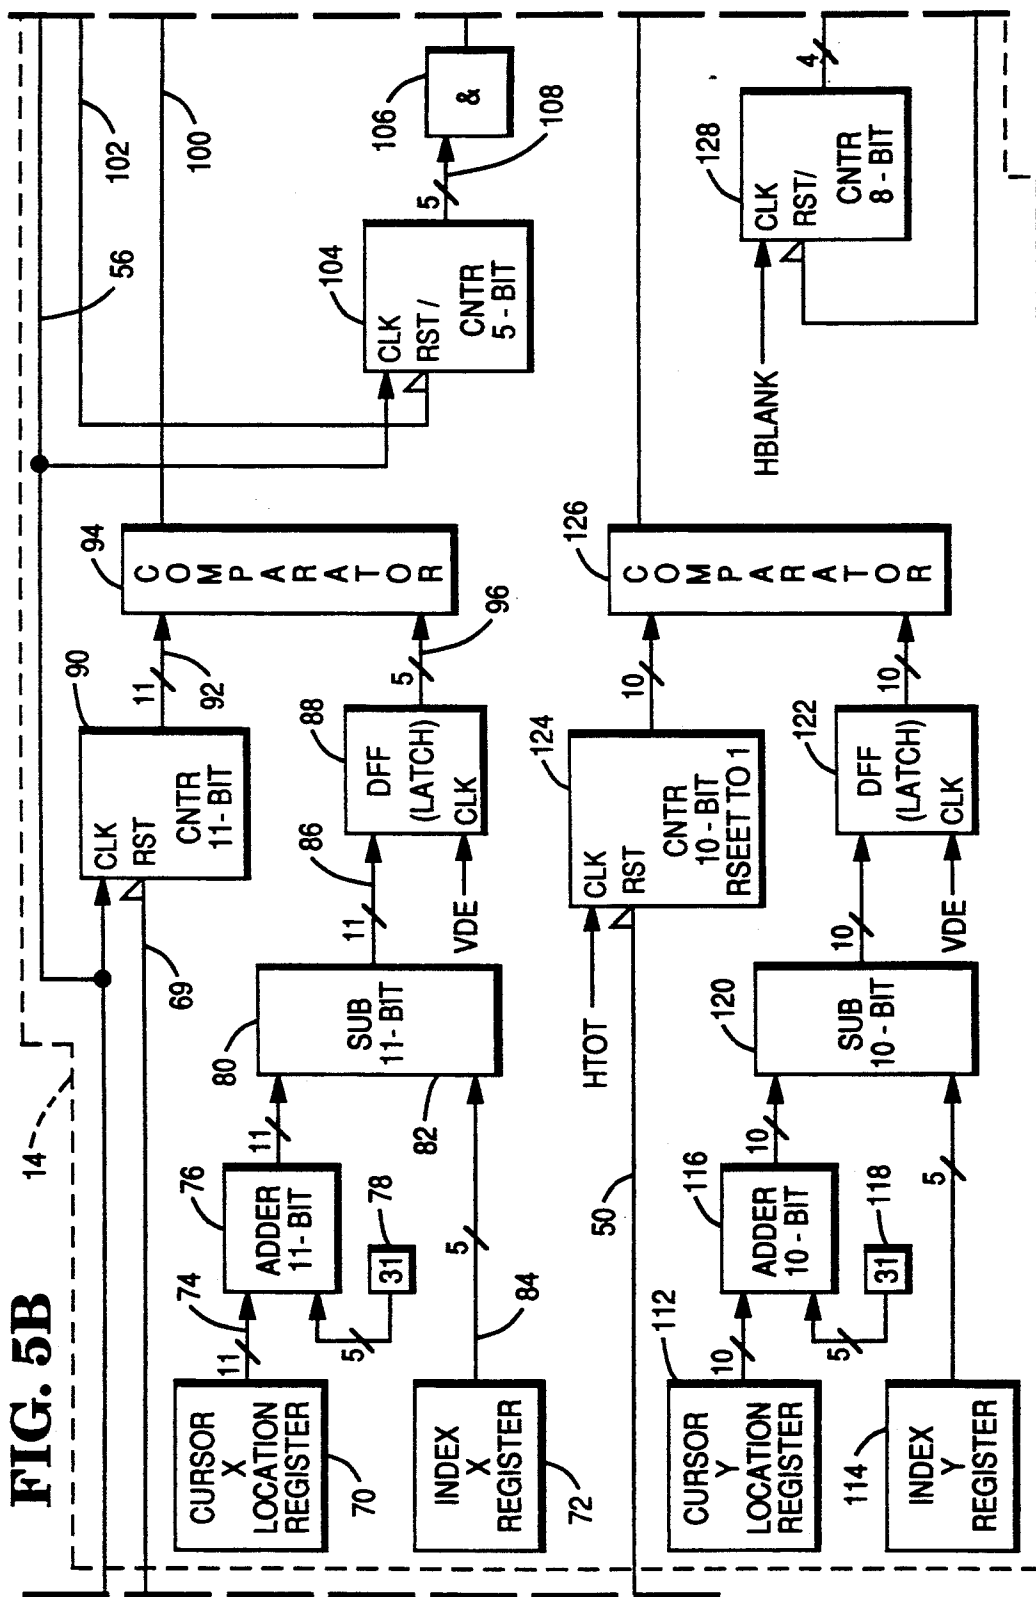 FIG. 5B
14
CURSOR
X
LOCATION
REGISTER
70
INDEX
X
REGISTER
72
11
74
5
84
76
ADDER
11-BIT
31
78
5
11
80
SUB
11-BIT
82
11
86
VDE
88
DFF
(LATCH)
CLK
5
96
69
90
CLK
RST
CNTR
11-BIT
11
92
94
COMPARATOR
56
102
100
104
CLK
RST/
CNTR
5-BIT
5
108
106
&
50
CURSOR
Y
LOCATION
REGISTER
112
INDEX
Y
REGISTER
114
10
5
116
ADDER
10-BIT
31
118
5
10
120
SUB
10-BIT
10
VDE
122
DFF
(LATCH)
CLK
10
HTOT
124
CLK
RST
CNTR
10-BIT
RSEET TO 1
10
126
COMPARATOR
HBLANK
128
CLK
RST/
CNTR
8-BIT
4